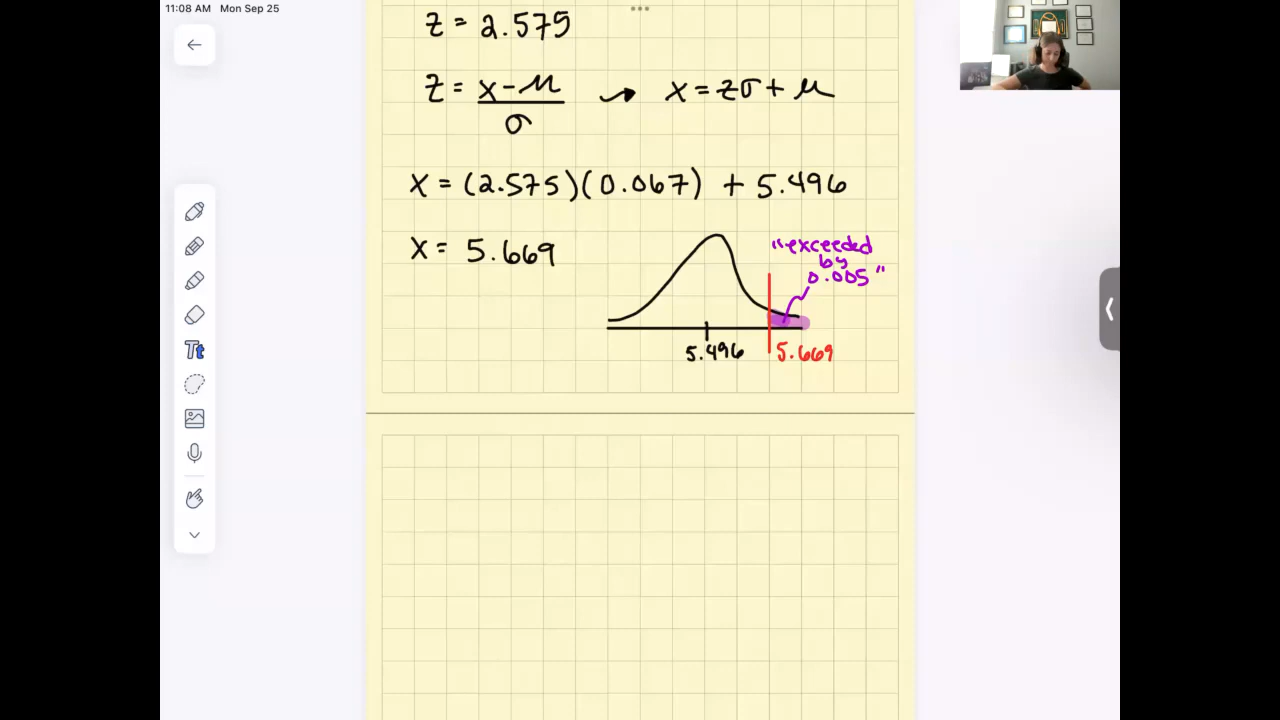 11:08 AM Mon Sep 25
z = 2.575
z = x-μ/σ → x = zσ + μ
x = (2.575)(0.067) + 5.496
x = 5.669
"exceeded
by
0.005"
5.496 5.669
Tt